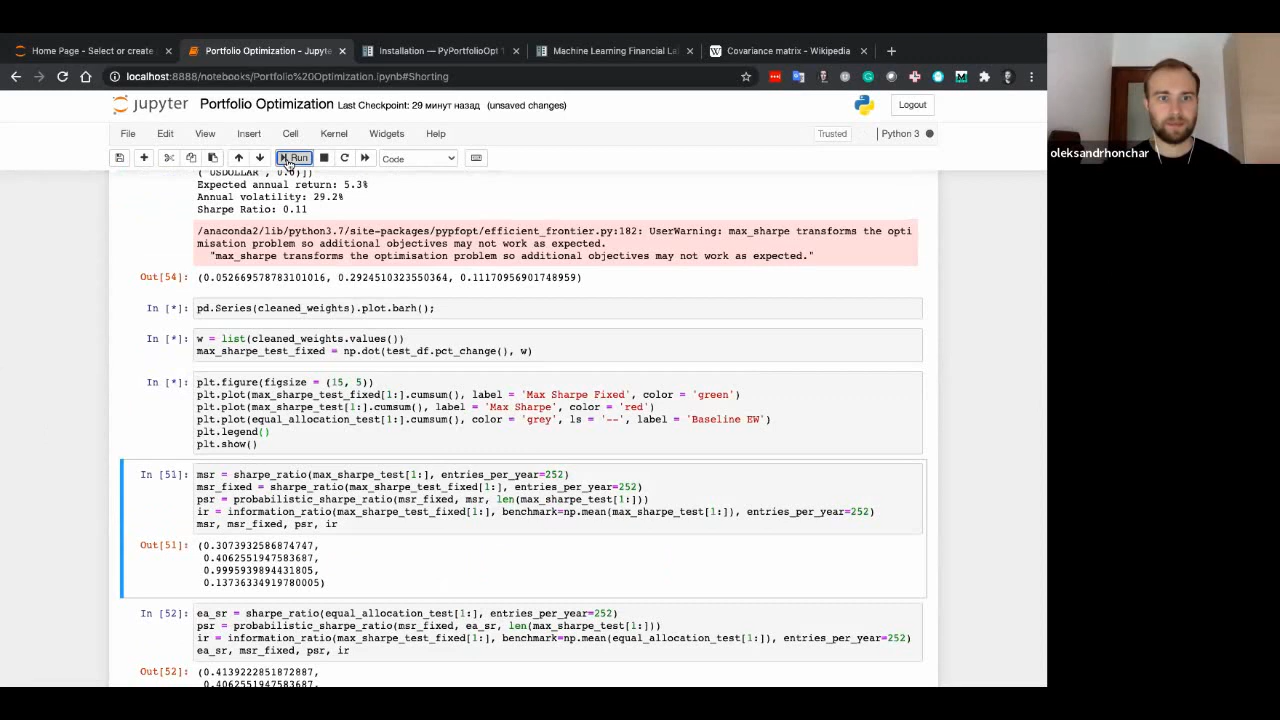 Home Page - Select or create
Portfolio Optimization - Jupyte
Installation — PyPortfolioOpt
Machine Learning Financial La
Covariance matrix - Wikipedia
localhost:8888/notebooks/Portfolio%20Optimization.ipynb#Shorting
jupyter Portfolio Optimization Last Checkpoint: 29 минут назад (unsaved changes)
Logout
File Edit View Insert Cell Kernel Widgets Help
Trusted
Python 3
Run
Code
('USDOLLAR', 0.0)])
Expected annual return: 5.3%
Annual volatility: 29.2%
Sharpe Ratio: 0.11
/anaconda2/lib/python3.7/site-packages/pypfopt/efficient_frontier.py:182: UserWarning: max_sharpe transforms the opti
misation problem so additional objectives may not work as expected.
"max_sharpe transforms the optimisation problem so additional objectives may not work as expected."
Out[54]: (0.052669578783101016, 0.2924510323550364, 0.11170956901748959)
In [*]: pd.Series(cleaned_weights).plot.barh();
In [*]: w = list(cleaned_weights.values())
max_sharpe_test_fixed = np.dot(test_df.pct_change(), w)
In [*]: plt.figure(figsize = (15, 5))
plt.plot(max_sharpe_test_fixed[1:].cumsum(), label = 'Max Sharpe Fixed', color = 'green')
plt.plot(max_sharpe_test[1:].cumsum(), label = 'Max Sharpe', color = 'red')
plt.plot(equal_allocation_test[1:].cumsum(), color = 'grey', ls = '--', label = 'Baseline EW')
plt.legend()
plt.show()
In [51]: msr = sharpe_ratio(max_sharpe_test[1:], entries_per_year=252)
msr_fixed = sharpe_ratio(max_sharpe_test_fixed[1:], entries_per_year=252)
psr = probabilistic_sharpe_ratio(msr_fixed, msr, len(max_sharpe_test[1:]))
ir = information_ratio(max_sharpe_test_fixed[1:], benchmark=np.mean(max_sharpe_test[1:]), entries_per_year=252)
msr, msr_fixed, psr, ir
Out[51]: (0.3073932586874747,
0.4062551947583687,
0.9995939894431805,
0.13736334919780005)
In [52]: ea_sr = sharpe_ratio(equal_allocation_test[1:], entries_per_year=252)
psr = probabilistic_sharpe_ratio(msr_fixed, ea_sr, len(max_sharpe_test[1:]))
ir = information_ratio(max_sharpe_test_fixed[1:], benchmark=np.mean(equal_allocation_test[1:]), entries_per_year=252)
ea_sr, msr_fixed, psr, ir
Out[52]: (0.4139222851872887,
0.4062551947583687,
oleksandrhonchar